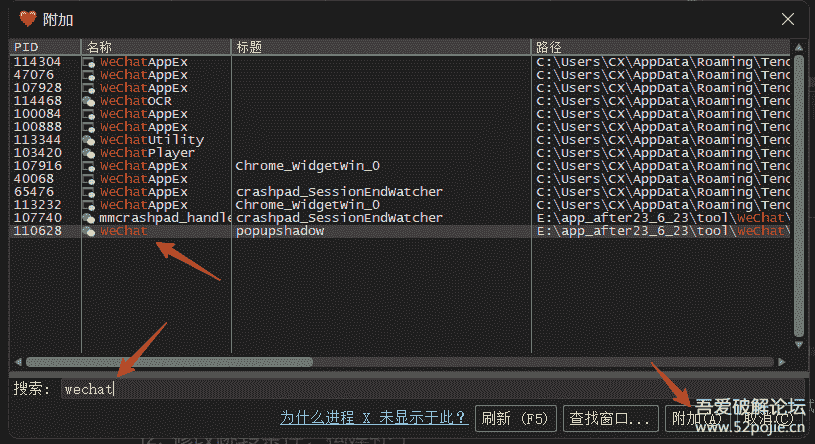 附加
PID 名称 标题 路径
114304 WeChatAppEx C:\Users\CX\AppData\Roaming\Tenc
47076 WeChatAppEx C:\Users\CX\AppData\Roaming\Tenc
107928 WeChatAppEx C:\Users\CX\AppData\Roaming\Tenc
114468 WeChatOCR C:\Users\CX\AppData\Roaming\Tenc
100084 WeChatAppEx C:\Users\CX\AppData\Roaming\Tenc
100888 WeChatAppEx C:\Users\CX\AppData\Roaming\Tenc
113344 WeChatUtility C:\Users\CX\AppData\Roaming\Tenc
103420 WeChatPlayer C:\Users\CX\AppData\Roaming\Tenc
107916 WeChatAppEx Chrome_WidgetWin_0 C:\Users\CX\AppData\Roaming\Tenc
40068 WeChatAppEx C:\Users\CX\AppData\Roaming\Tenc
65476 WeChatAppEx crashpad_SessionEndWatcher C:\Users\CX\AppData\Roaming\Tenc
113232 WeChatAppEx Chrome_WidgetWin_0 C:\Users\CX\AppData\Roaming\Tenc
107740 mmcrashpad_handle crashpad_SessionEndWatcher E:\app_after23_6_23\tool\WeChat\
110628 WeChat popupshadow E:\app_after23_6_23\tool\WeChat\
搜索: wechat
为什么进程 X 未显示于此？ 刷新 (F5) 查找窗口... 附加(A) 取消(C)
吾爱破解论坛
www.52pojie.cn